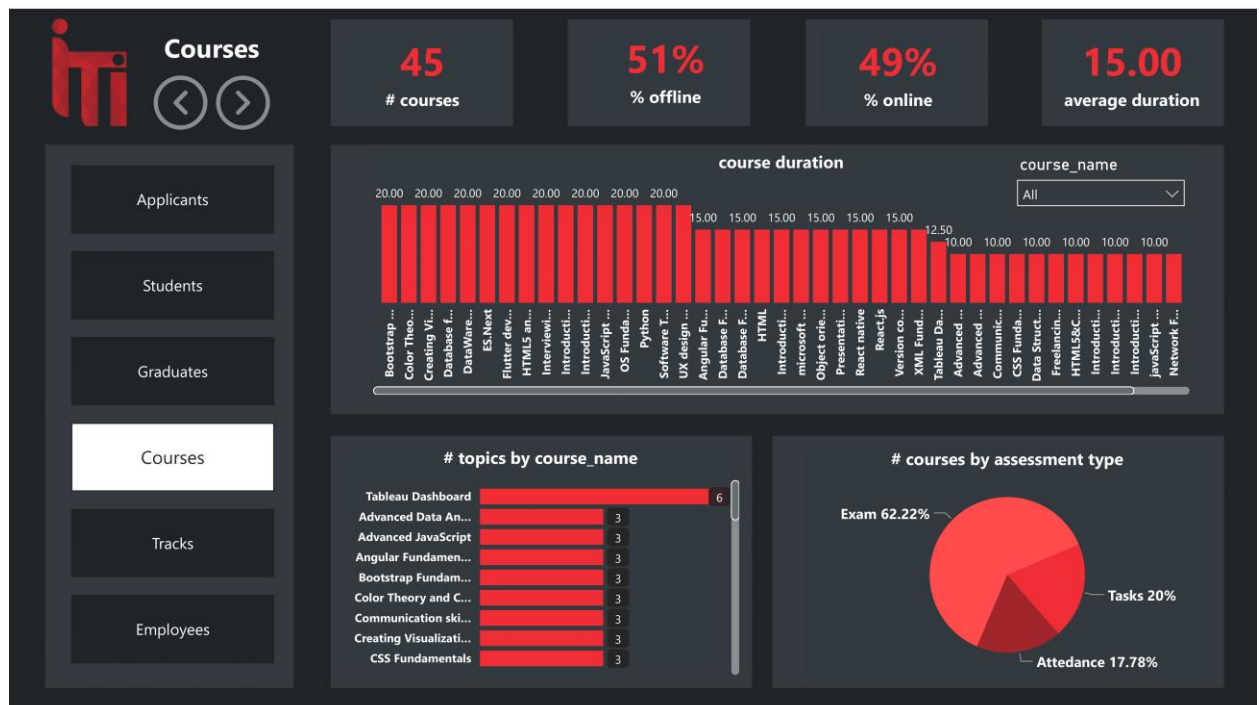 iTi
Courses
45
# courses
51%
% offline
49%
% online
15.00
average duration
Applicants
Students
Graduates
Courses
Tracks
Employees
course duration
course_name
All
20.00 20.00 20.00 20.00 20.00 20.00 20.00 20.00
15.00 15.00 15.00 15.00 15.00 15.00
12.50
10.00 10.00 10.00 10.00 10.00 10.00
Bootstrap ...
Color Theo...
Creating Vi...
Database f...
DataWare...
ES.Next
Flutter dev...
HTML5 an...
Interviewi...
Introducti...
Introducti...
JavaScript ...
OS Funda...
Python
Software T...
UX design ...
Angular Fu...
Database F...
Database F...
HTML
Introducti...
microsoft ...
Object orie...
Presentati...
React native
React.js
Version co...
XML Fund...
Tableau Da...
Advanced ...
Advanced ...
Communic...
CSS Funda...
Data Struct...
Freelancin...
HTML5&C...
Introducti...
Introducti...
Introducti...
javaScript ...
Network F...
# topics by course_name
Tableau Dashboard 6
Advanced Data An... 3
Advanced JavaScript 3
Angular Fundamen... 3
Bootstrap Fundam... 3
Color Theory and C... 3
Communication ski... 3
Creating Visualizati... 3
CSS Fundamentals 3
# courses by assessment type
Exam 62.22%
Tasks 20%
Attedance 17.78%